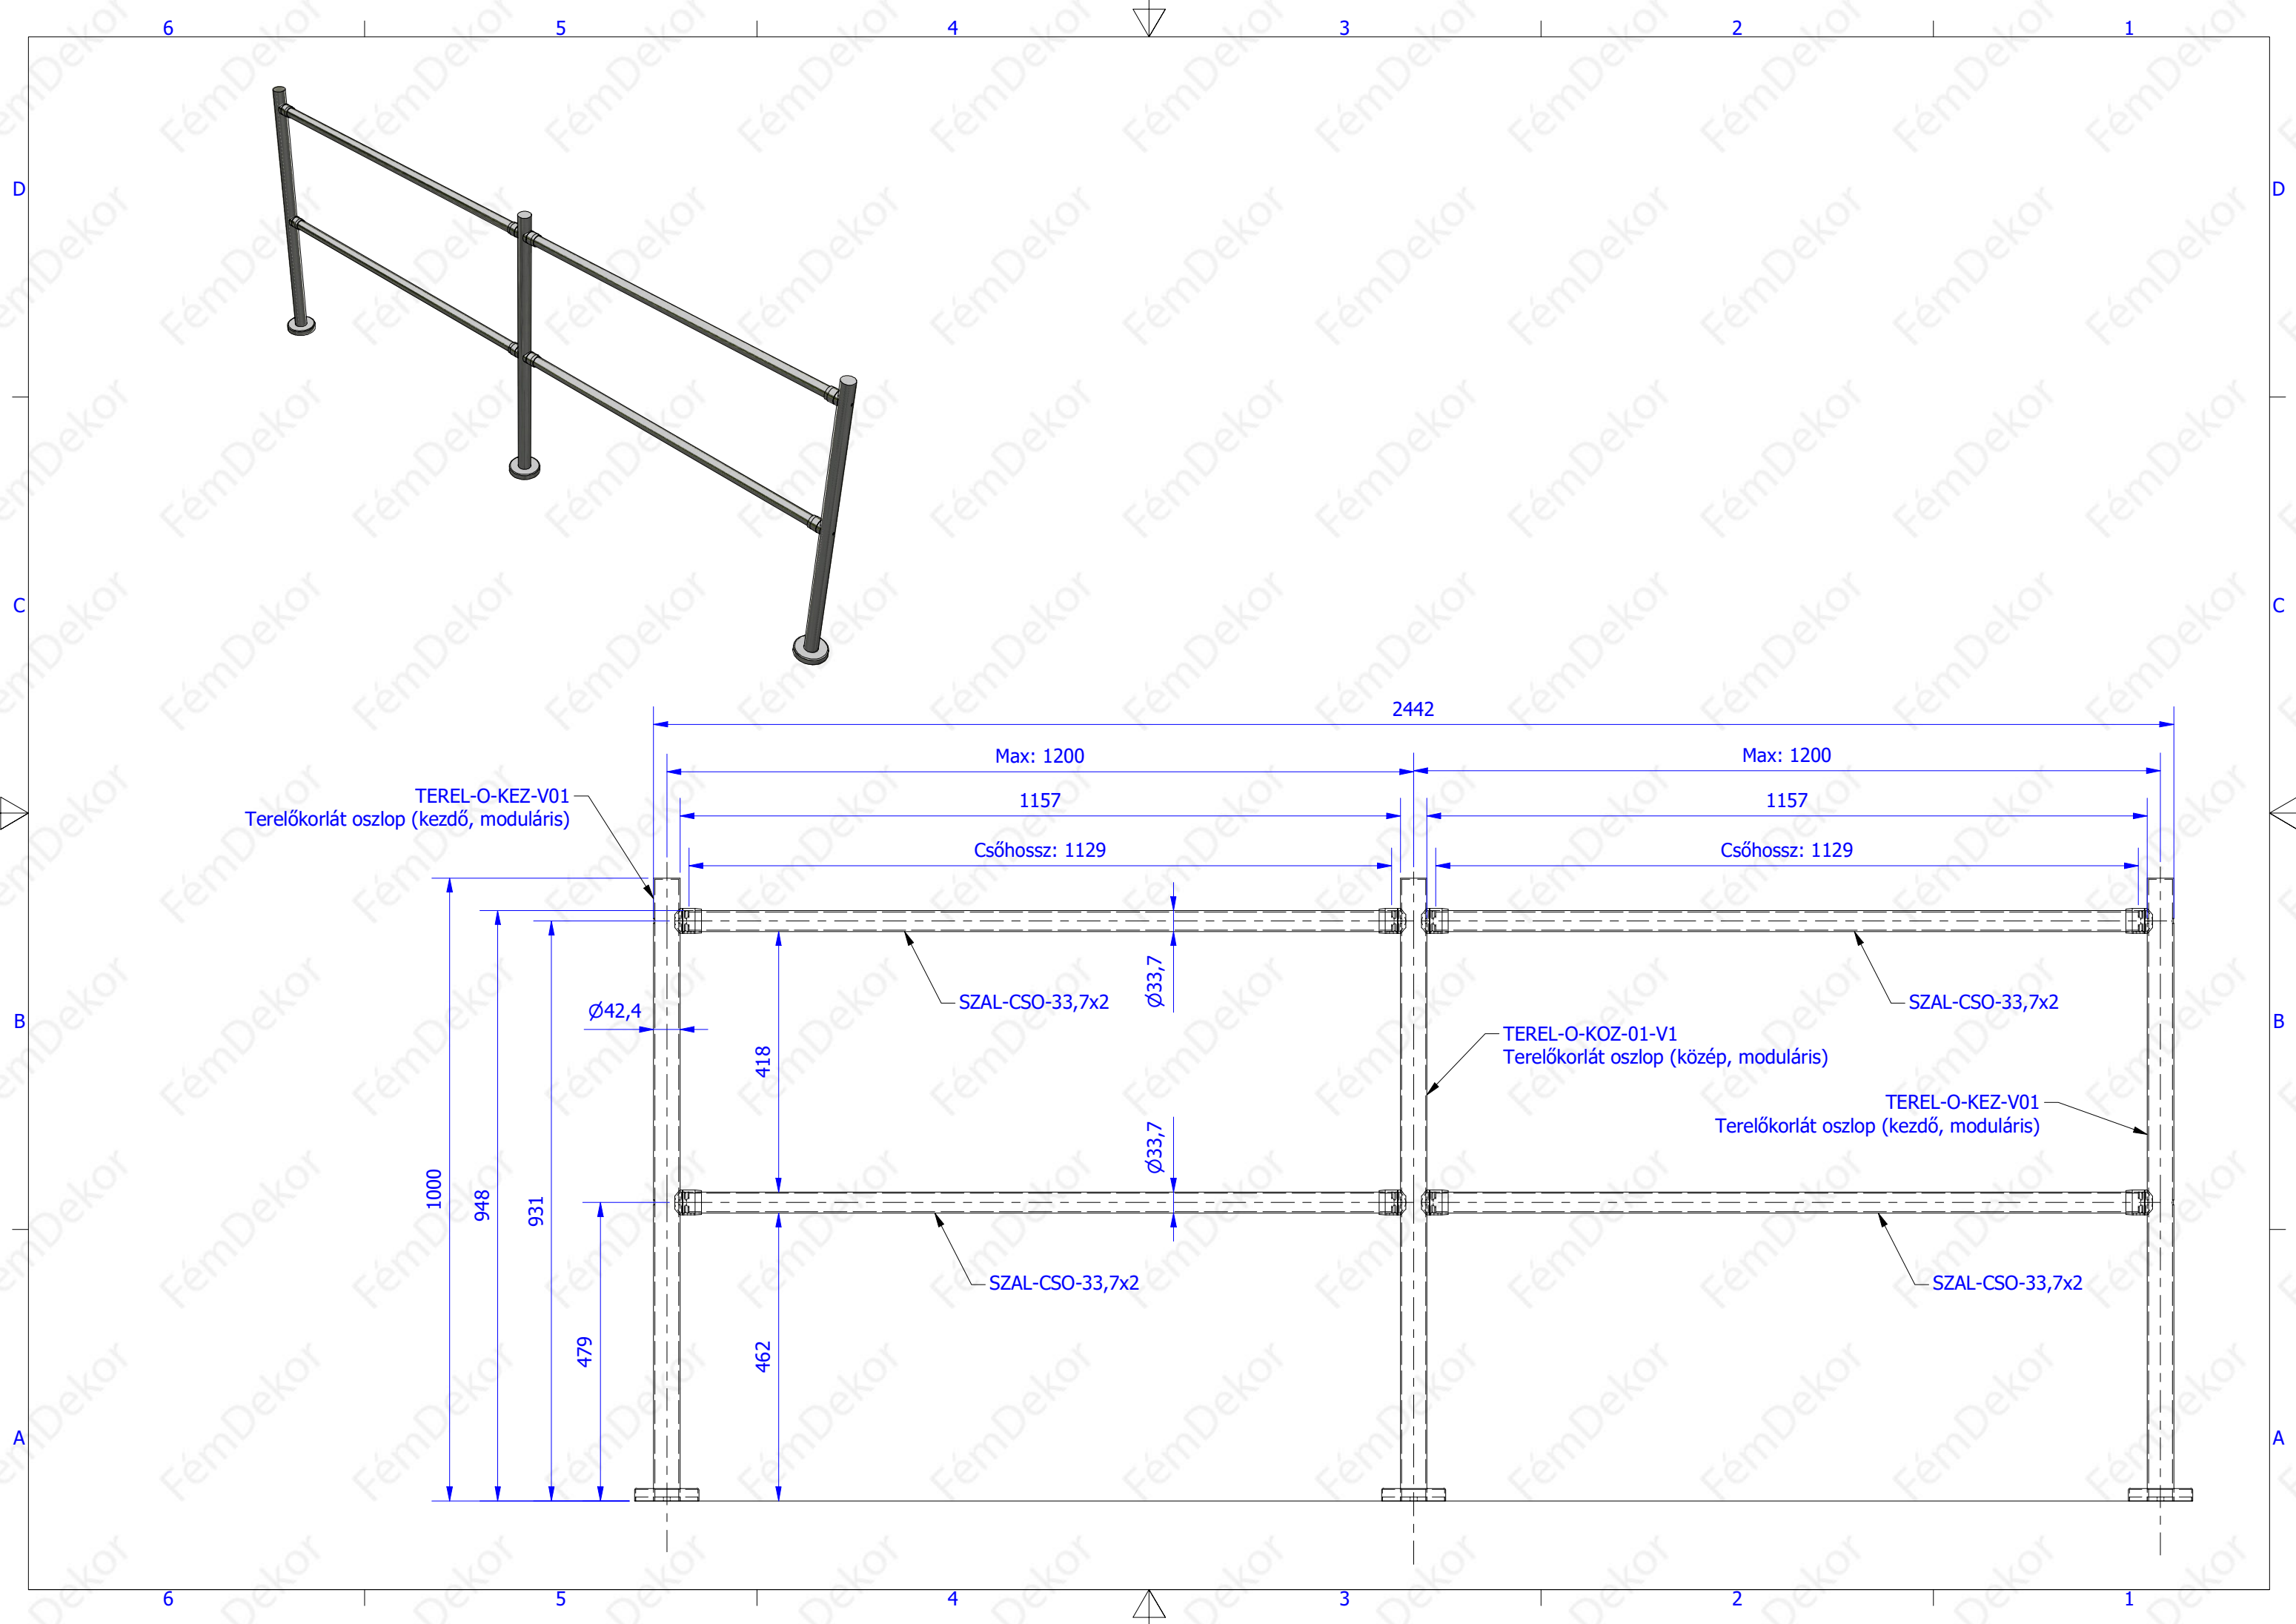 6 5 4 3 2 1
D D
C C
2442
Max: 1200 Max: 1200
TEREL-O-KEZ-V01
Terelőkorlát oszlop (kezdő, moduláris)
1157 1157
Csőhossz: 1129 Csőhossz: 1129
Ø33,7
SZAL-CSO-33,7x2 SZAL-CSO-33,7x2
Ø42,4
B B
TEREL-O-KOZ-01-V1
Terelőkorlát oszlop (közép, moduláris)
418
TEREL-O-KEZ-V01
Terelőkorlát oszlop (kezdő, moduláris)
Ø33,7
1000
948
931
SZAL-CSO-33,7x2 SZAL-CSO-33,7x2
479
462
A A
6 5 4 3 2 1
FémDekor